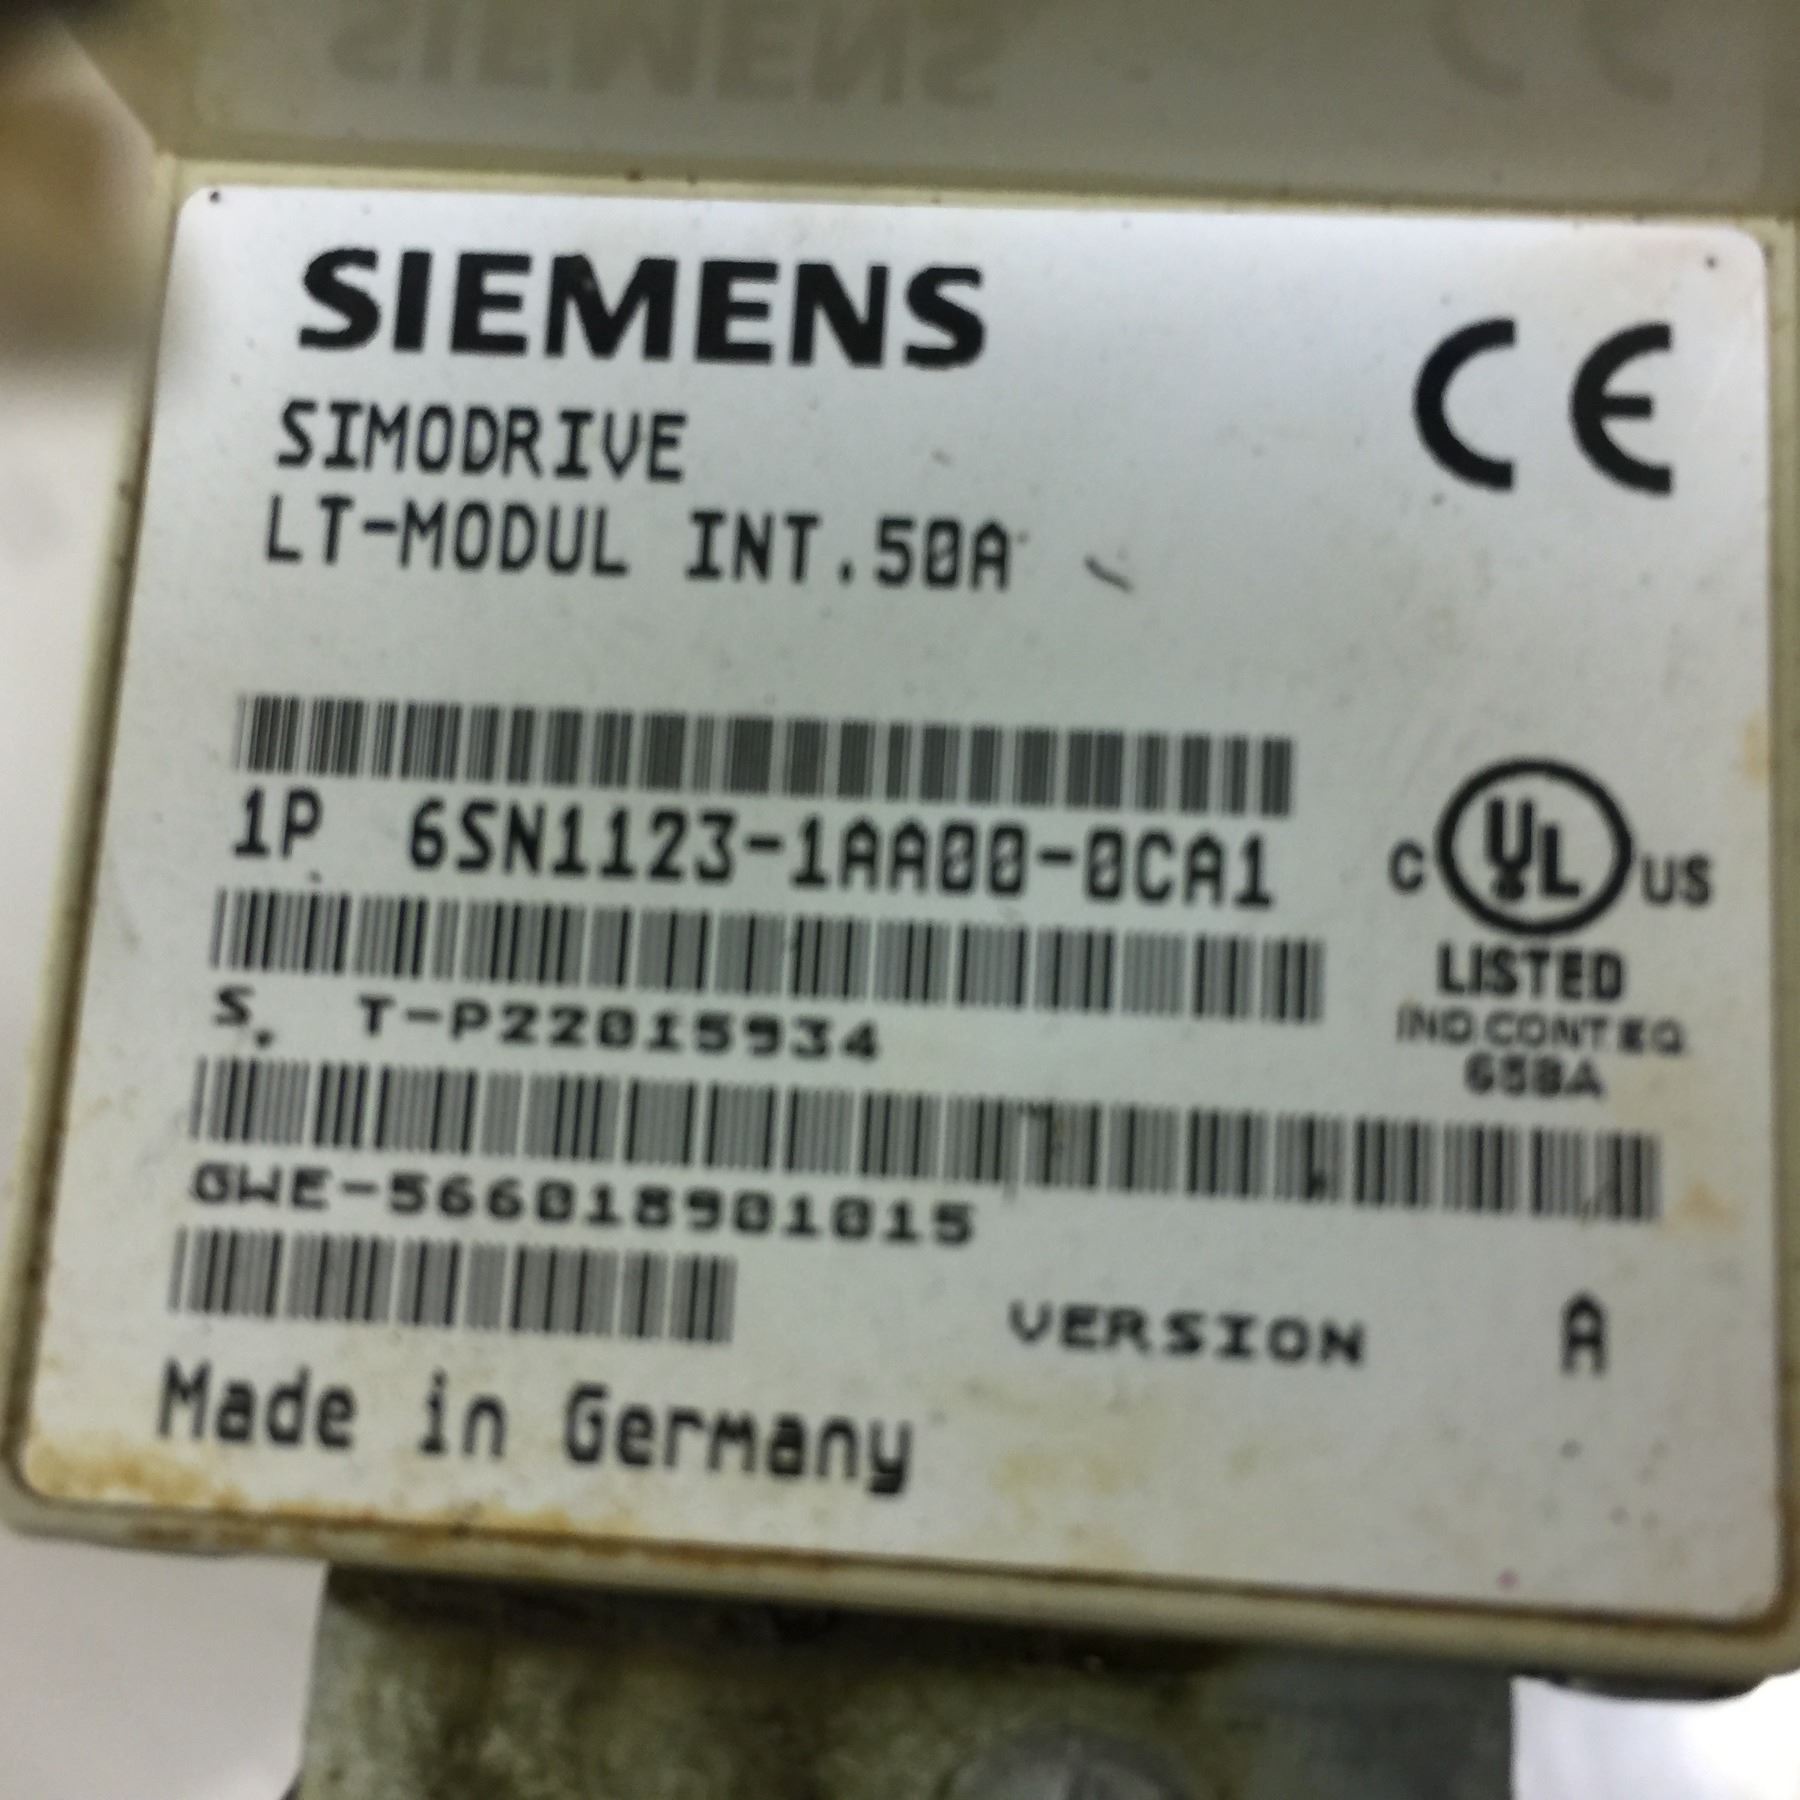 SIEMENS
CE
SIMODRIVE
LT-MODUL INT.50A
1P 6SN1123-1AA00-0CA1
C UL US
LISTED
IND.CONT.EQ
S. T-P22015934
GWE-566018901015
VERSION A
Made in Germany